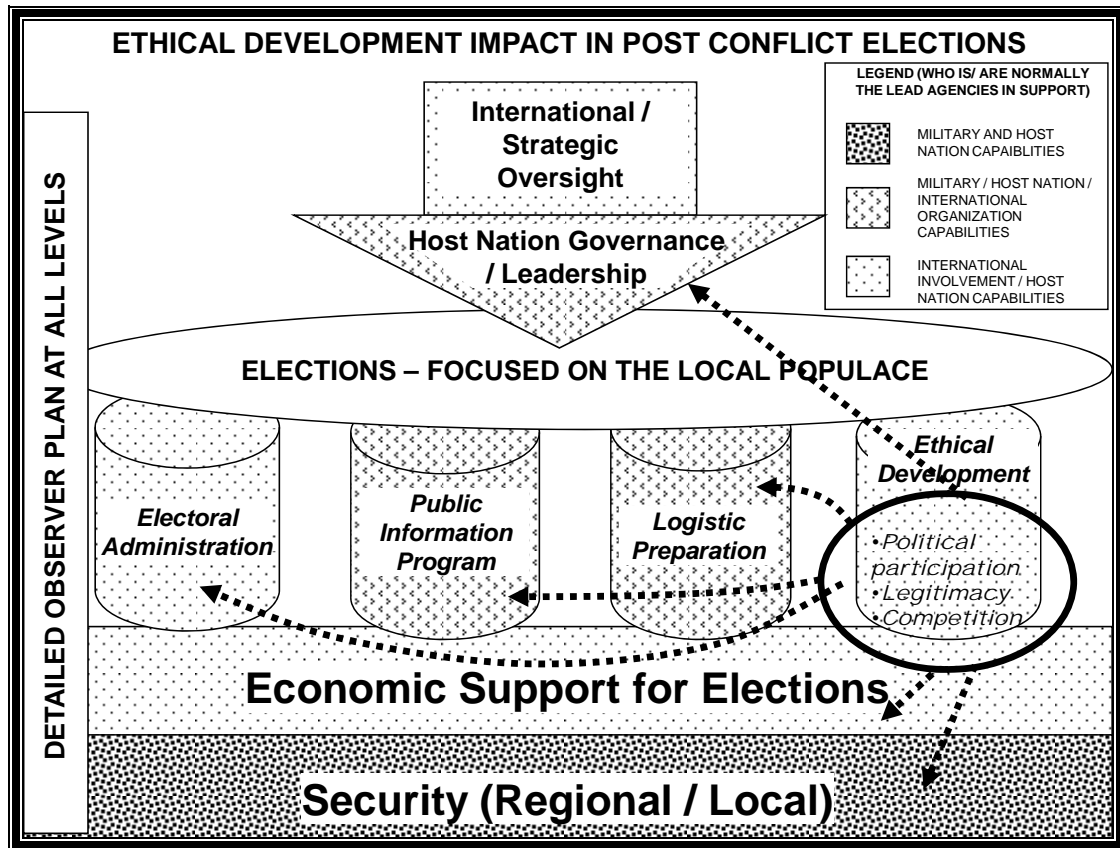 ETHICAL DEVELOPMENT IMPACT IN POST CONFLICT ELECTIONS
LEGEND (WHO IS/ ARE NORMALLY
THE LEAD AGENCIES IN SUPPORT)
MILITARY AND HOST
NATION CAPAIBLITIES
MILITARY / HOST NATION /
INTERNATIONAL
ORGANIZATION
CAPABILITIES
INTERNATIONAL
INVOLVEMENT / HOST
NATION CAPABILITIES
DETAILED OBSERVER PLAN AT ALL LEVELS
International /
Strategic
Oversight
Host Nation Governance
/ Leadership
ELECTIONS – FOCUSED ON THE LOCAL POPULACE
Electoral
Administration
Public
Information
Program
Logistic
Preparation
Ethical
Development
•Political
participation
•Legitimacy
•Competition
Economic Support for Elections
Security (Regional / Local)